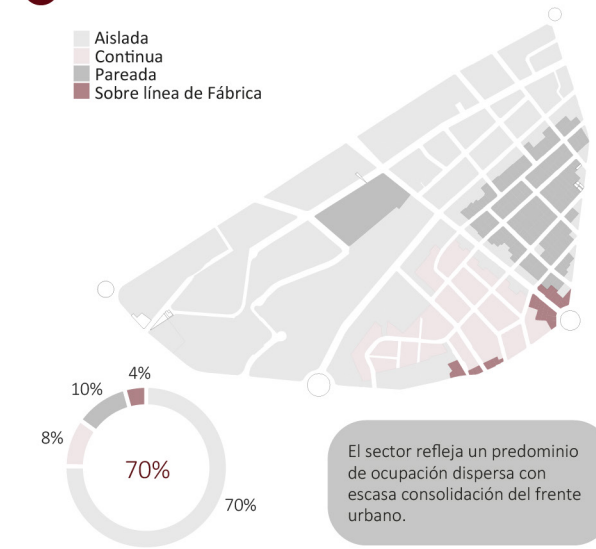 Aislada
Continua
Pareada
Sobre línea de Fábrica
4%
10%
8%
70%
70%
El sector refleja un predominio
de ocupación dispersa con
escasa consolidación del frente
urbano.